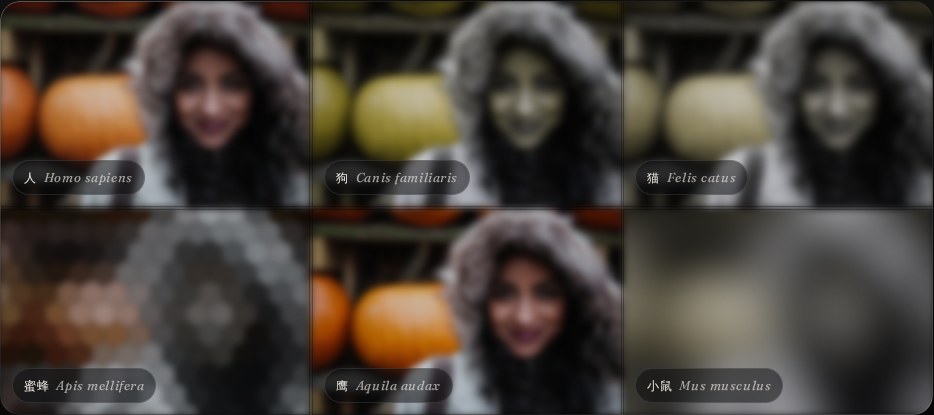 人 Homo sapiens
狗 Canis familiaris
猫 Felis catus
蜜蜂 Apis mellifera
鹰 Aquila audax
小鼠 Mus musculus